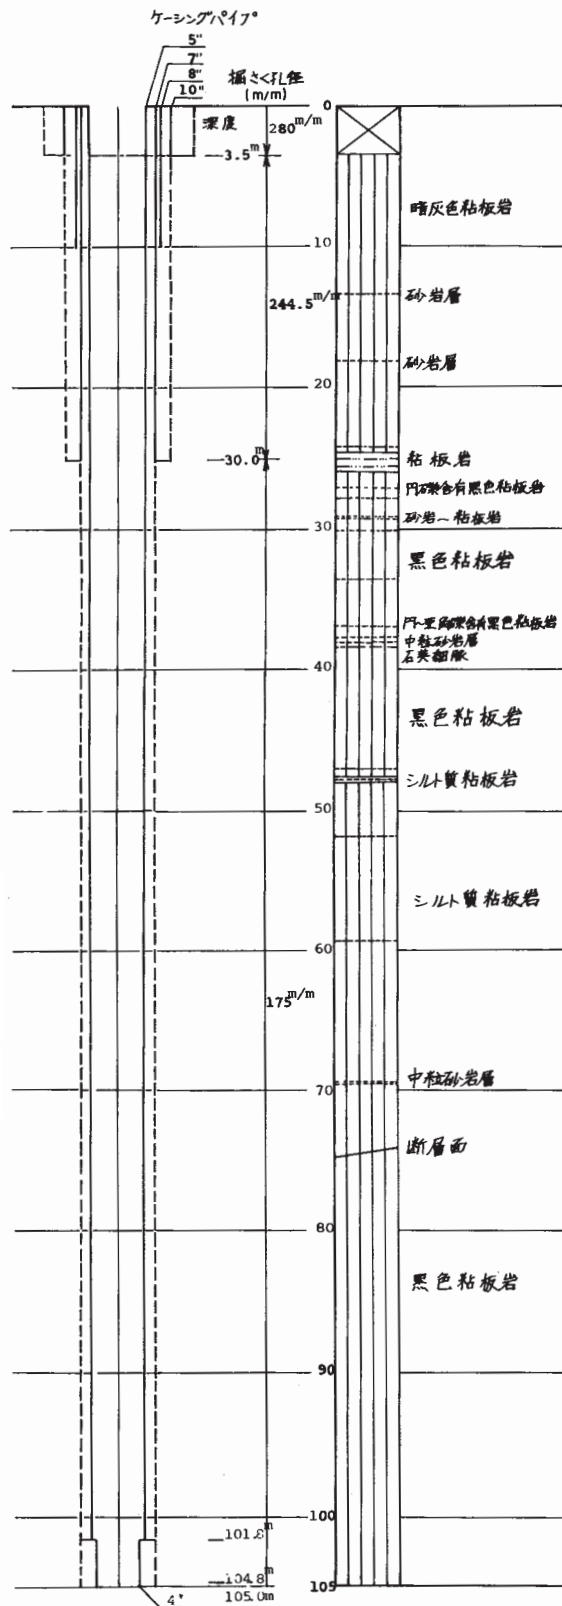 ケーシングパイプ
5"
7"
8"
10"
掘さく孔径
(m/m)
深度
280m/m
0
3.5m
暗灰色粘板岩
10
244.5m/m
砂岩層
砂岩層
20
30.0m
粘板岩
円礫含有黒色粘板岩
砂岩~粘板岩
30
黒色粘板岩
円~亜角礫含有黒色粘板岩
中粒砂岩層
石英細脈
40
黒色粘板岩
シルト質粘板岩
50
シルト質粘板岩
60
175m/m
中粒砂岩層
70
断層面
80
黒色粘板岩
90
100
101.8m
104.8m
105.0m
105
4"